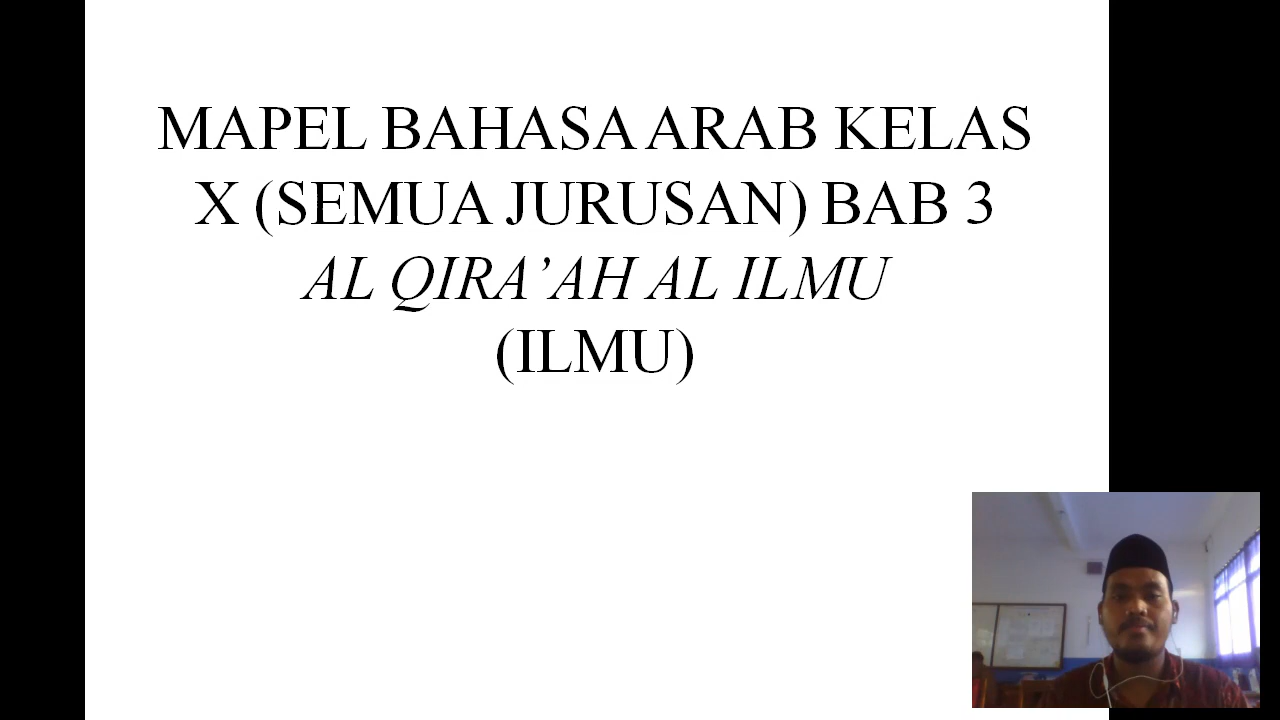 MAPEL BAHASA ARAB KELAS
X (SEMUA JURUSAN) BAB 3
AL QIRA’AH AL ILMU
(ILMU)